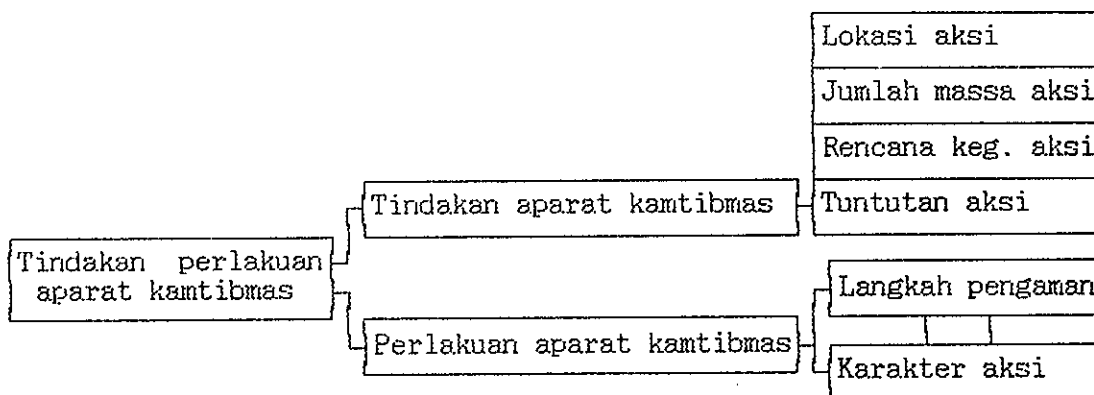 Lokasi aksi
Jumlah massa aksi
Rencana keg. aksi
Tindakan aparat kamtibmas
Tuntutan aksi
Tindakan perlakuan
aparat kamtibmas
Langkah pengaman
Perlakuan aparat kamtibmas
Karakter aksi